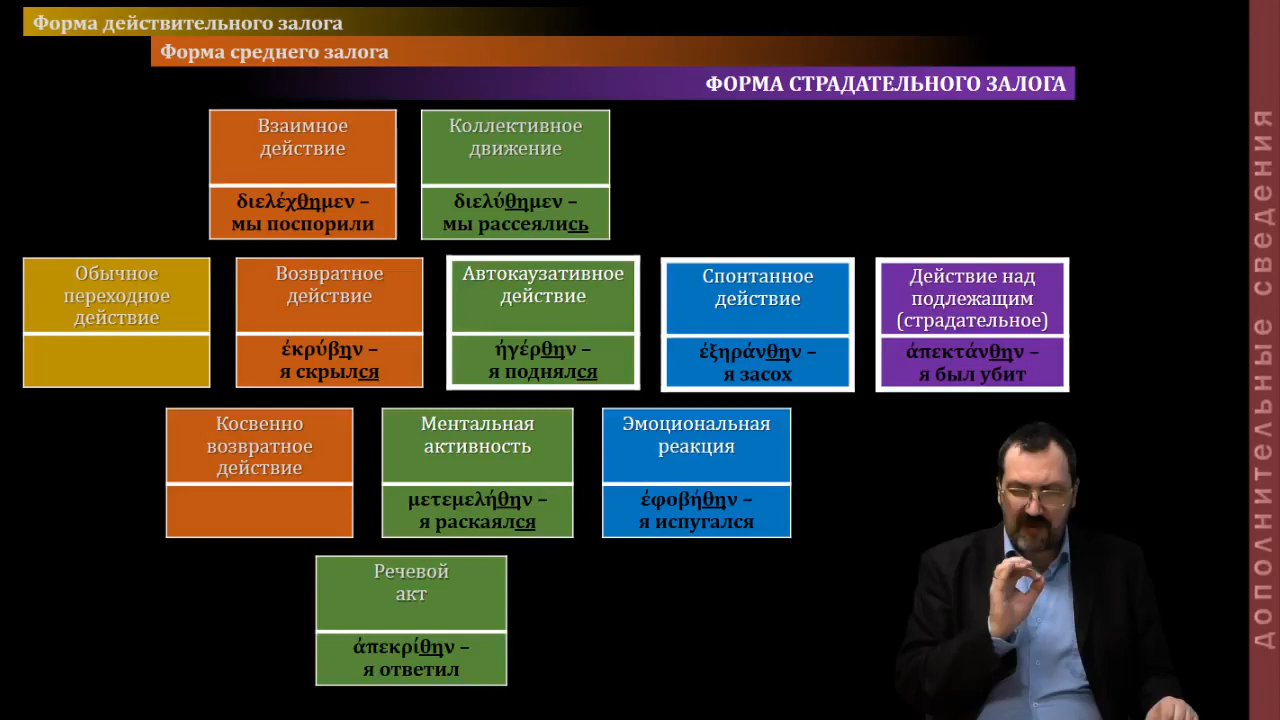 Форма действительного залога
Форма среднего залога
ФОРМА СТРАДАТЕЛЬНОГО ЗАЛОГА
Взаимное
действие
διελέχθημεν –
мы поспорили
Коллективное
движение
διελύθημεν –
мы рассеялись
Обычное
переходное
действие
Возвратное
действие
ἐκρύβην –
я скрылся
Автокаузативное
действие
ἠγέρθην –
я поднялся
Спонтанное
действие
ἐξηράνθην –
я засох
Действие над
подлежащим
(страдательное)
ἀπεκτάνθην –
я был убит
Косвенно
возвратное
действие
Ментальная
активность
μετεμελήθην –
я раскаялся
Эмоциональная
реакция
ἐφοβήθην –
я испугался
Речевой
акт
ἀπεκρίθην –
я ответил
дополнительные сведения